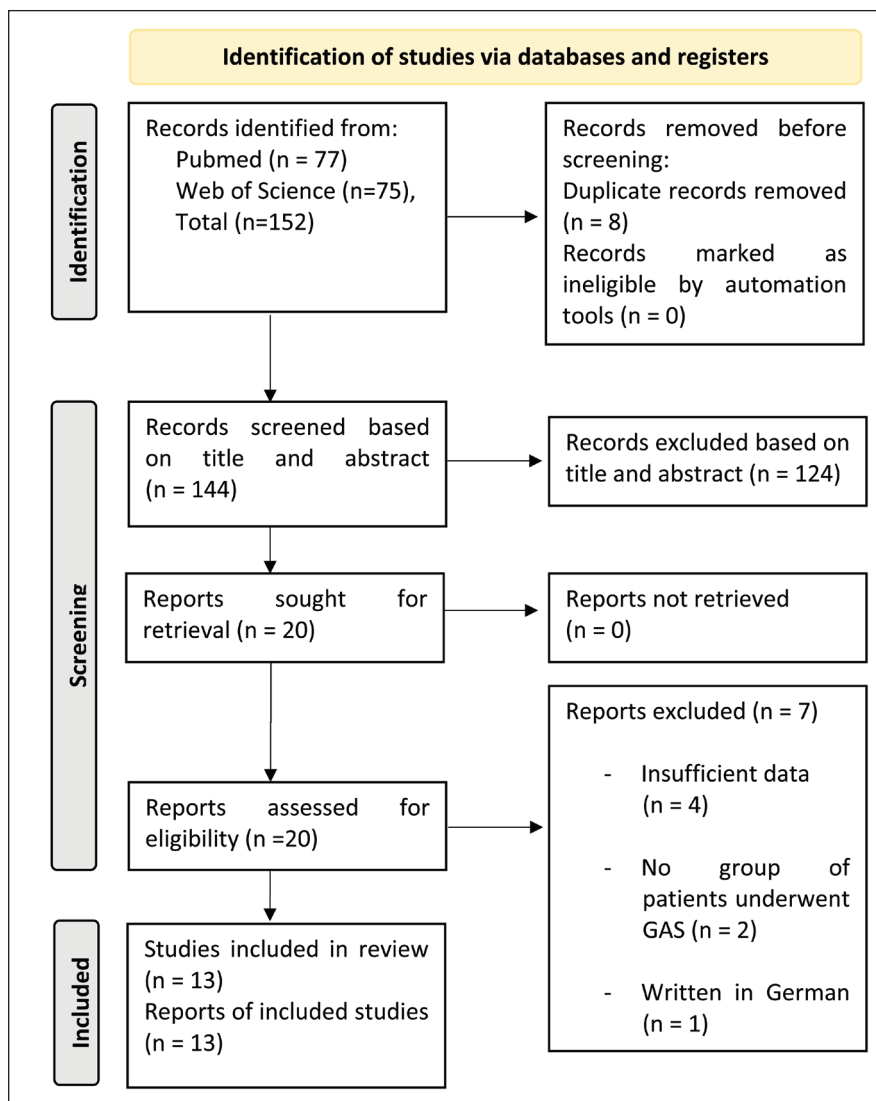 Identification of studies via databases and registers
Identification
Records identified from:
Pubmed (n = 77)
Web of Science (n=75),
Total (n=152)
Records removed before
screening:
Duplicate records removed
(n = 8)
Records marked as
ineligible by automation
tools (n = 0)
Screening
Records screened based
on title and abstract
(n = 144)
Records excluded based on
title and abstract (n = 124)
Reports sought for
retrieval (n = 20)
Reports not retrieved
(n = 0)
Reports assessed for
eligibility (n =20)
Reports excluded (n = 7)
- Insufficient data
(n = 4)
- No group of
patients underwent
GAS (n = 2)
- Written in German
(n = 1)
Included
Studies included in review
(n = 13)
Reports of included studies
(n = 13)